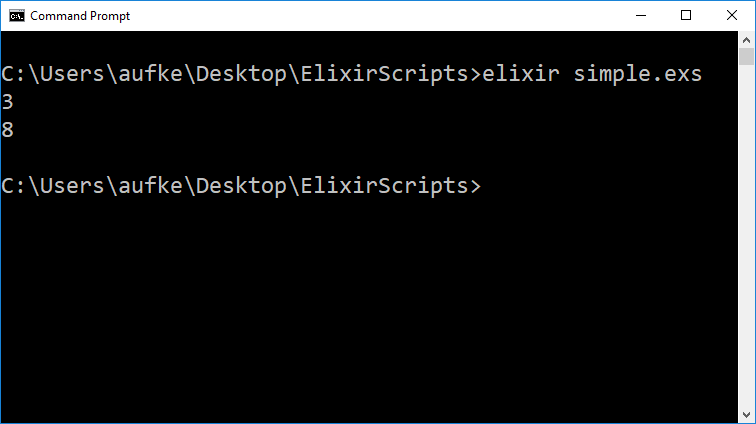 Command Prompt
C:\Users\aufke\Desktop\ElixirScripts>elixir simple.exs
3
8
C:\Users\aufke\Desktop\ElixirScripts>